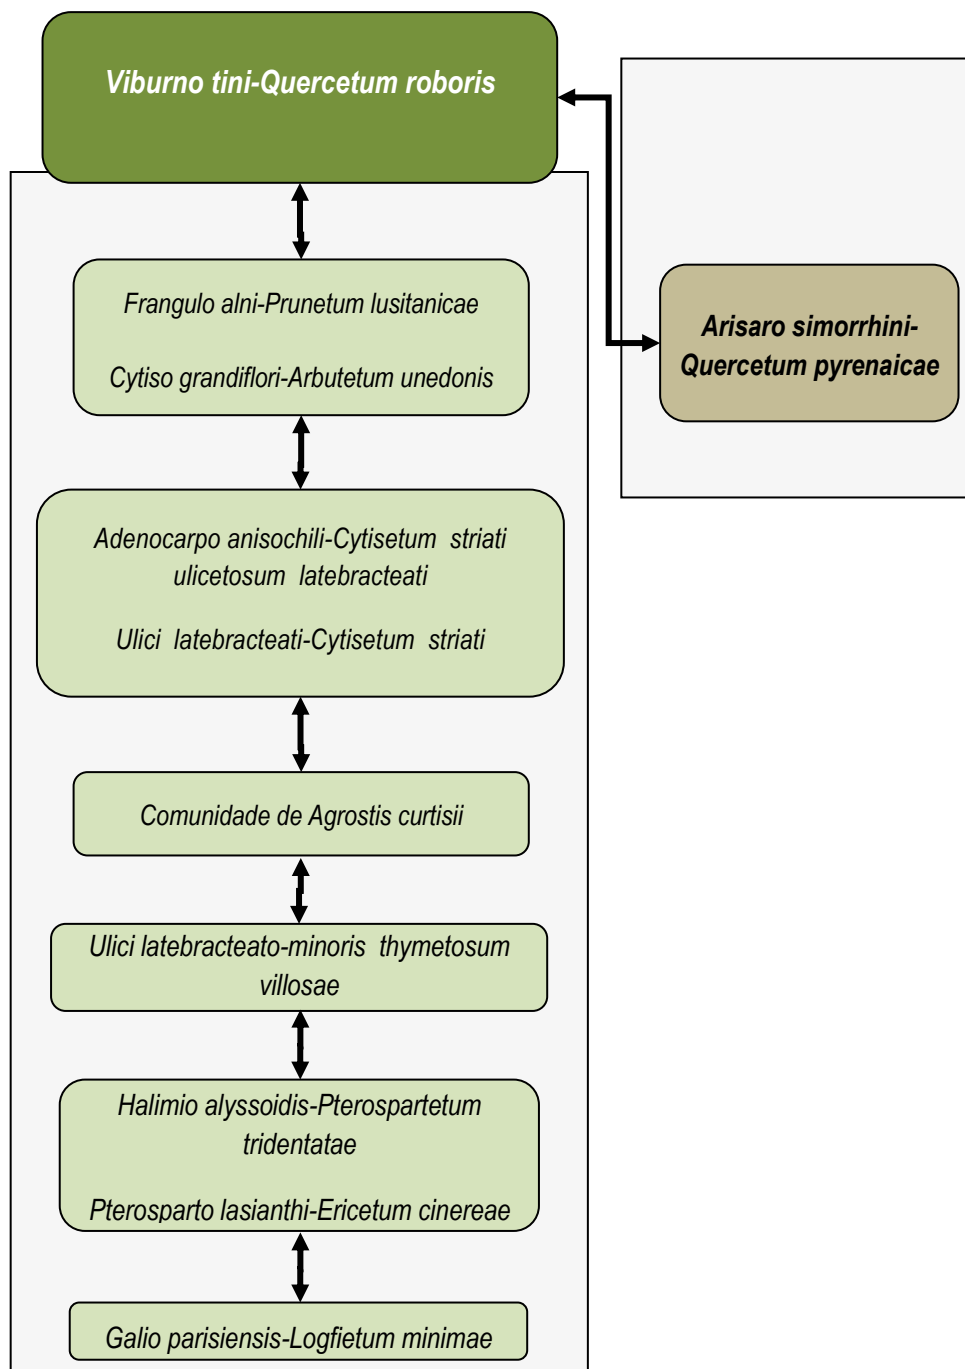 Viburno tini-Quercetum roboris
Frangulo alni-Prunetum lusitanicae
Cytiso grandiflori-Arbutetum unedonis
Arisaro simorrhini-
Quercetum pyrenaicae
Adenocarpo anisochili-Cytisetum striati
ulicetosum latebracteati
Ulici latebracteati-Cytisetum striati
Comunidade de Agrostis curtisii
Ulici latebracteato-minoris thymetosum
villosae
Halimio alyssoidis-Pterospartetum
tridentatae
Pterosparto lasianthi-Ericetum cinereae
Galio parisiensis-Logfietum minimae